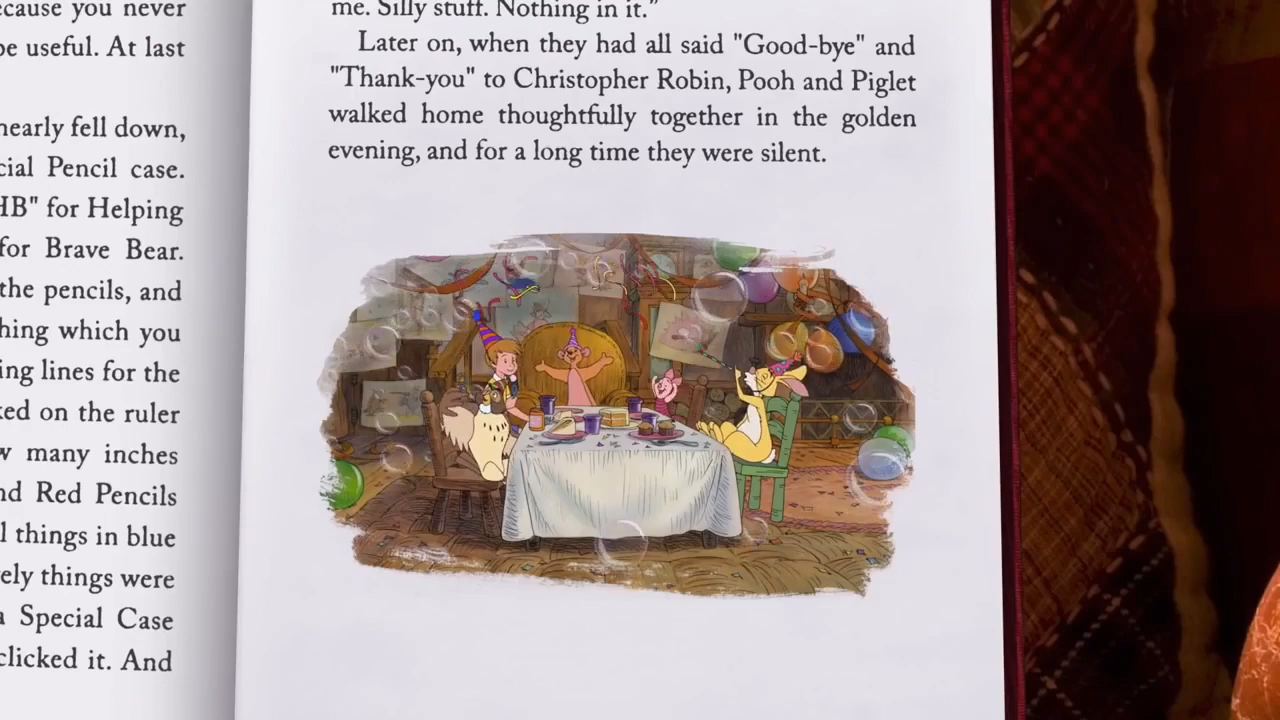 ecause you never
be useful. At last
nearly fell down,
cial Pencil case.
HB" for Helping
for Brave Bear.
the pencils, and
hing which you
ing lines for the
ked on the ruler
w many inches
nd Red Pencils
l things in blue
ely things were
a Special Case
clicked it. And
me. Silly stuff. Nothing in it."
Later on, when they had all said "Good-bye" and
"Thank-you" to Christopher Robin, Pooh and Piglet
walked home thoughtfully together in the golden
evening, and for a long time they were silent.